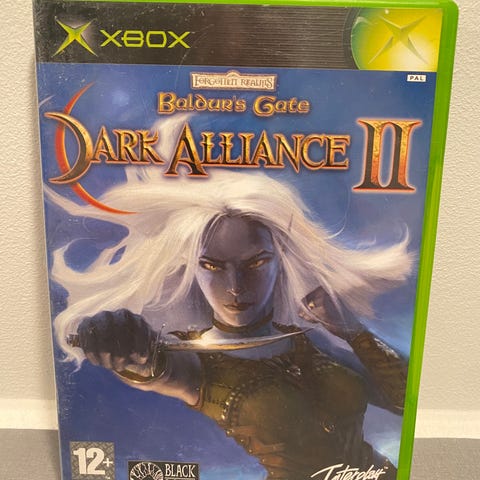 XBOX
PAL
FORGOTTEN REALMS
Baldur's Gate
DARK ALLIANCE II
12+
BLACK
Interplay